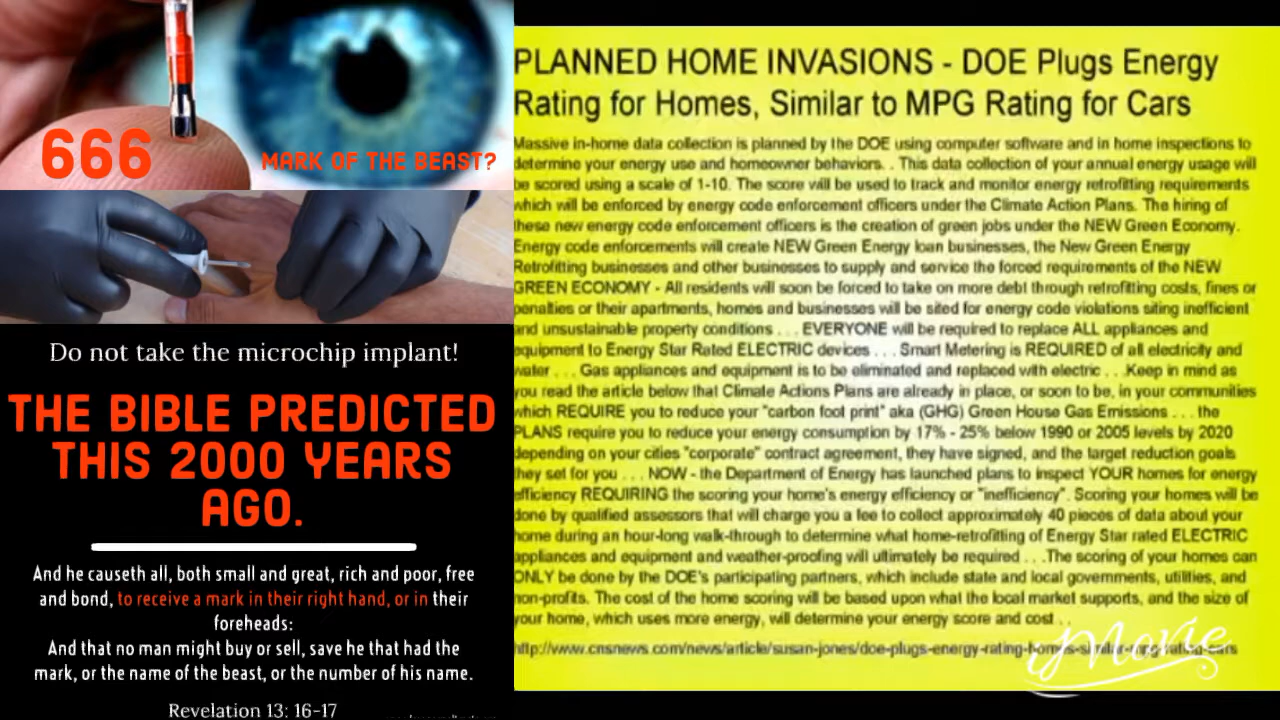 666
MARK OF THE BEAST?
Do not take the microchip implant!
THE BIBLE PREDICTED
THIS 2000 YEARS
AGO.
And he causeth all, both small and great, rich and poor, free
and bond, to receive a mark in their right hand, or in their
foreheads:
And that no man might buy or sell, save he that had the
mark, or the name of the beast, or the number of his name.
Revelation 13: 16-17
PLANNED HOME INVASIONS - DOE Plugs Energy
Rating for Homes, Similar to MPG Rating for Cars
Massive in-home data collection is planned by the DOE using computer software and in home inspections to
determine your energy use and homeowner behaviors. . This data collection of your annual energy usage will
be scored using a scale of 1-10. The score will be used to track and monitor energy retrofitting requirements
which will be enforced by energy code enforcement officers under the Climate Action Plans. The hiring of
these new energy code enforcement officers is the creation of green jobs under the NEW Green Economy.
Energy code enforcements will create NEW Green Energy loan businesses, the New Green Energy
Retrofitting businesses and other businesses to supply and service the forced requirements of the NEW
GREEN ECONOMY - All residents will soon be forced to take on more debt through retrofitting costs, fines or
penalties or their apartments, homes and businesses will be sited for energy code violations siting inefficient
and unsustainable property conditions . . . EVERYONE will be required to replace ALL appliances and
equipment to Energy Star Rated ELECTRIC devices . . . Smart Metering is REQUIRED of all electricity and
water . . . Gas appliances and equipment is to be eliminated and replaced with electric . . .Keep in mind as
you read the article below that Climate Actions Plans are already in place, or soon to be, in your communities
which REQUIRE you to reduce your "carbon foot print" aka (GHG) Green House Gas Emissions . . . the
PLANS require you to reduce your energy consumption by 17% - 25% below 1990 or 2005 levels by 2020
depending on your cities "corporate" contract agreement, they have signed, and the target reduction goals
they set for you . . . NOW - the Department of Energy has launched plans to inspect YOUR homes for energy
efficiency REQUIRING the scoring your home's energy efficiency or "inefficiency". Scoring your homes will be
done by qualified assessors that will charge you a fee to collect approximately 40 pieces of data about your
home during an hour-long walk-through to determine what home-retrofitting of Energy Star rated ELECTRIC
appliances and equipment and weather-proofing will ultimately be required . . .The scoring of your homes can
ONLY be done by the DOE's participating partners, which include state and local governments, utilities, and
non-profits. The cost of the home scoring will be based upon what the local market supports, and the size of
your home, which uses more energy, will determine your energy score and cost . .
http://www.cnsnews.com/news/article/susan-jones/doe-plugs-energy-rating-homes-similar-mpg-rating-cars
iMovie